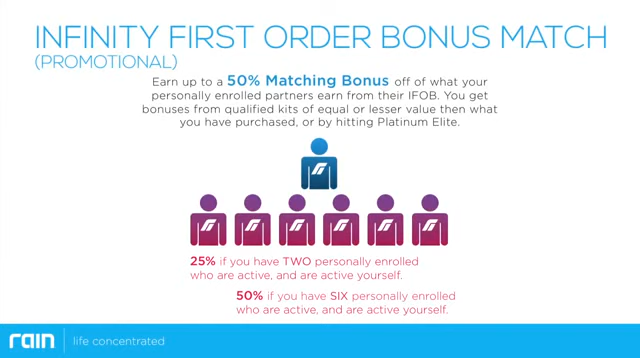 INFINITY FIRST ORDER BONUS MATCH
(PROMOTIONAL)
Earn up to a 50% Matching Bonus off of what your
personally enrolled partners earn from their IFOB. You get
bonuses from qualified kits of equal or lesser value then what
you have purchased, or by hitting Platinum Elite.
25% if you have TWO personally enrolled
who are active, and are active yourself.
50% if you have SIX personally enrolled
who are active, and are active yourself.
rain life concentrated